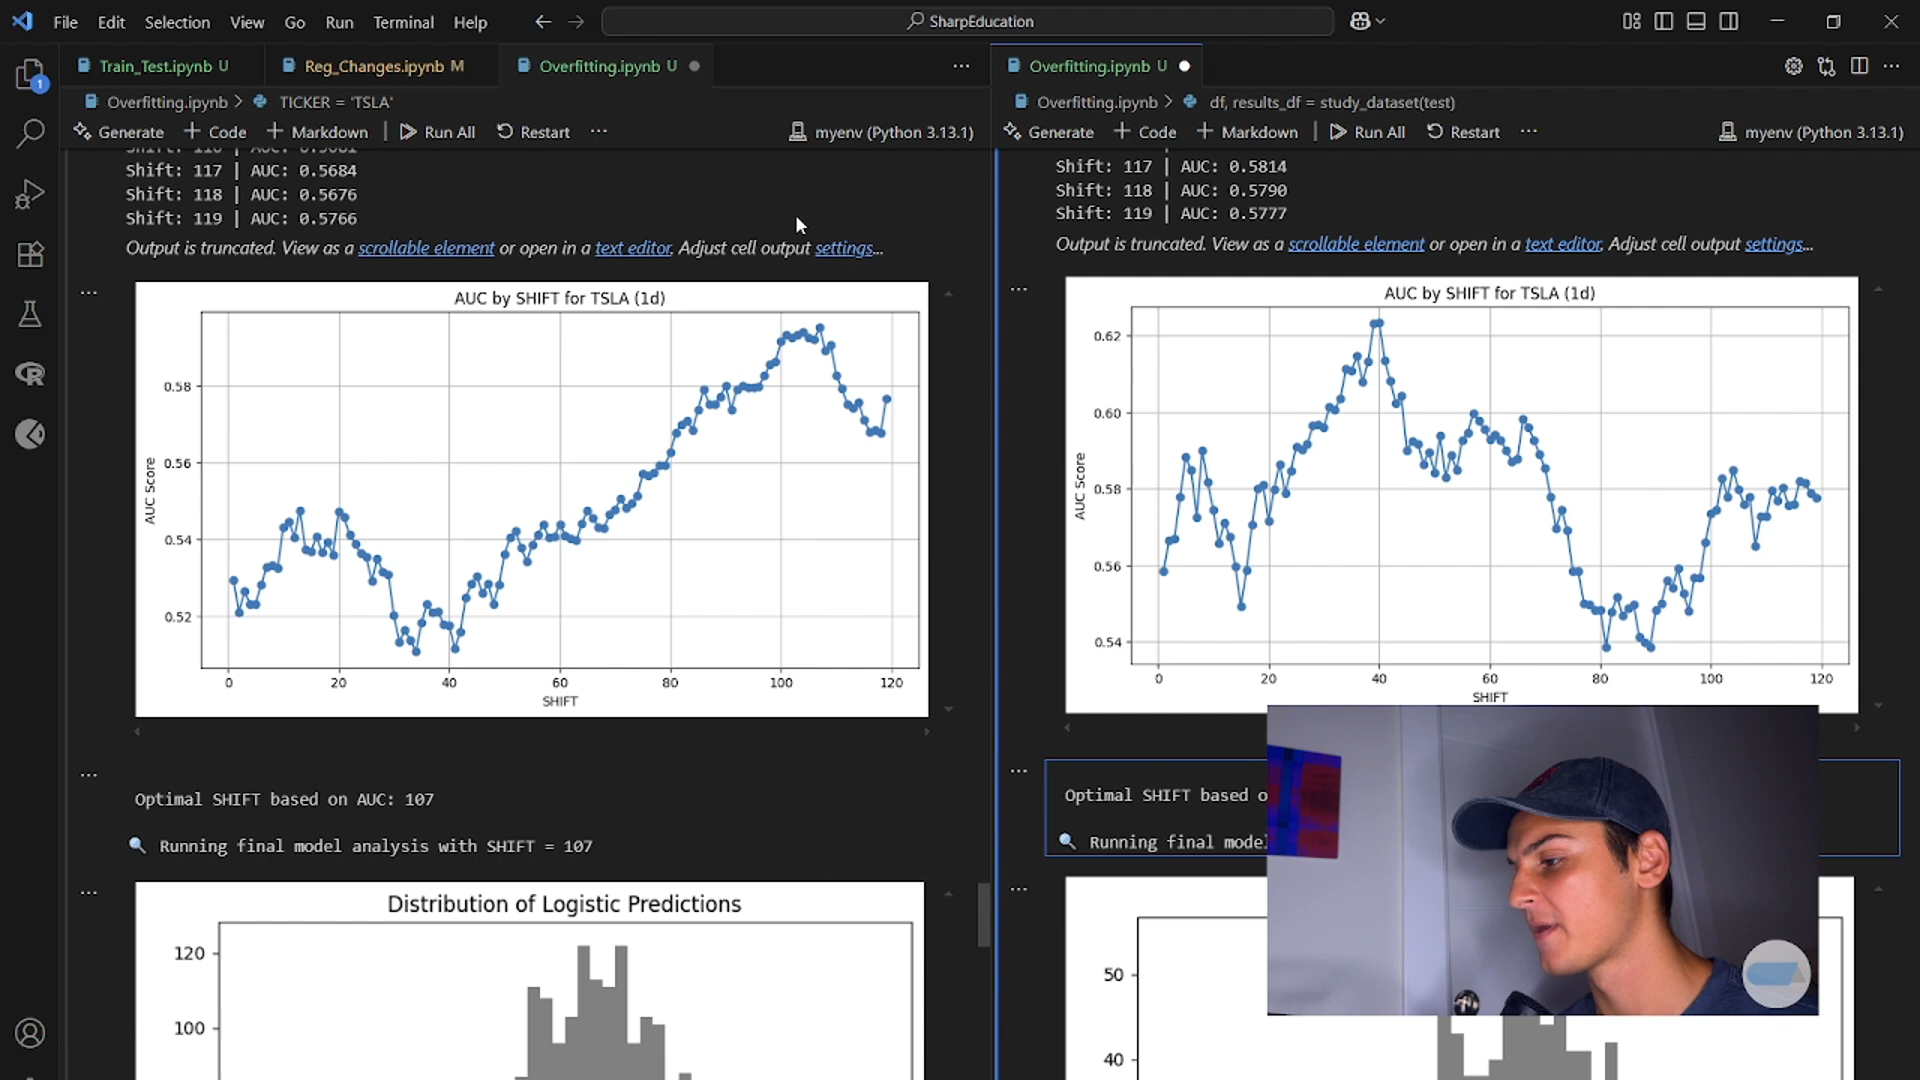 File Edit Selection View Go Run Terminal Help
SharpEducation
Train_Test.ipynb U
Reg_Changes.ipynb M
Overfitting.ipynb U
Overfitting.ipynb U
1
Overfitting.ipynb > TICKER = 'TSLA'
Generate + Code + Markdown Run All Restart ... myenv (Python 3.13.1)
Shift: 117 | AUC: 0.5684
Shift: 118 | AUC: 0.5676
Shift: 119 | AUC: 0.5766
Output is truncated. View as a scrollable element or open in a text editor. Adjust cell output settings...
AUC by SHIFT for TSLA (1d)
AUC Score
0.58
0.56
0.54
0.52
0 20 40 60 80 100 120
SHIFT
Optimal SHIFT based on AUC: 107
Running final model analysis with SHIFT = 107
Distribution of Logistic Predictions
120
100
Overfitting.ipynb > df, results_df = study_dataset(test)
Generate + Code + Markdown Run All Restart ... myenv (Python 3.13.1)
Shift: 117 | AUC: 0.5814
Shift: 118 | AUC: 0.5790
Shift: 119 | AUC: 0.5777
Output is truncated. View as a scrollable element or open in a text editor. Adjust cell output settings...
AUC by SHIFT for TSLA (1d)
AUC Score
0.62
0.60
0.58
0.56
0.54
0 20 40 60 80 100 120
SHIFT
Optimal SHIFT based o
Running final mode
50
40